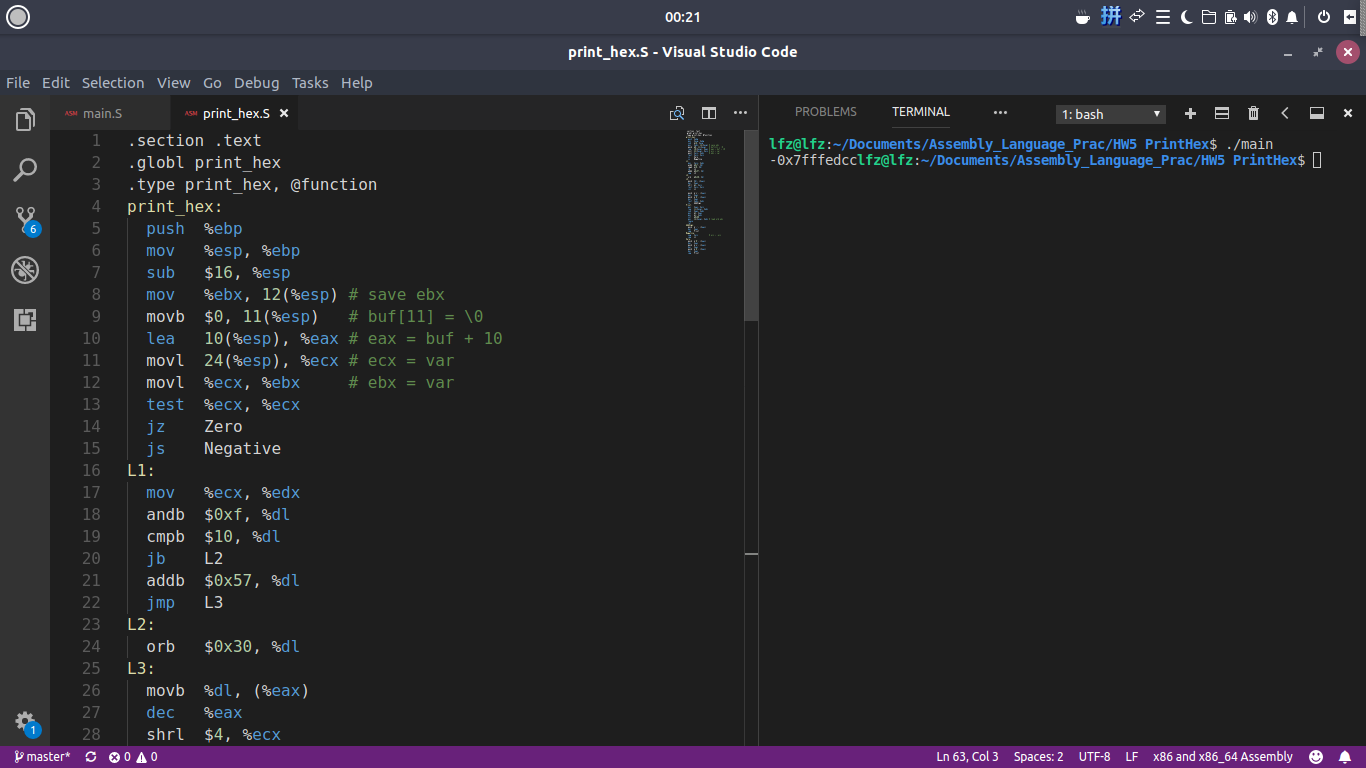 00:21
拼
print_hex.S - Visual Studio Code
File Edit Selection View Go Debug Tasks Help
ASM main.S
ASM print_hex.S
1 .section .text
2 .globl print_hex
3 .type print_hex, @function
4 print_hex:
5 push %ebp
6 mov %esp, %ebp
7 sub $16, %esp
8 mov %ebx, 12(%esp) # save ebx
9 movb $0, 11(%esp) # buf[11] = \0
10 lea 10(%esp), %eax # eax = buf + 10
11 movl 24(%esp), %ecx # ecx = var
12 movl %ecx, %ebx # ebx = var
13 test %ecx, %ecx
14 jz Zero
15 js Negative
16 L1:
17 mov %ecx, %edx
18 andb $0xf, %dl
19 cmpb $10, %dl
20 jb L2
21 addb $0x57, %dl
22 jmp L3
23 L2:
24 orb $0x30, %dl
25 L3:
26 movb %dl, (%eax)
27 dec %eax
28 shrl $4, %ecx
6
1
PROBLEMS TERMINAL ••• 1: bash
lfz@lfz:~/Documents/Assembly_Language_Prac/HW5 PrintHex$ ./main
-0x7fffedcclfz@lfz:~/Documents/Assembly_Language_Prac/HW5 PrintHex$
master* 0 0 Ln 63, Col 3 Spaces: 2 UTF-8 LF x86 and x86_64 Assembly